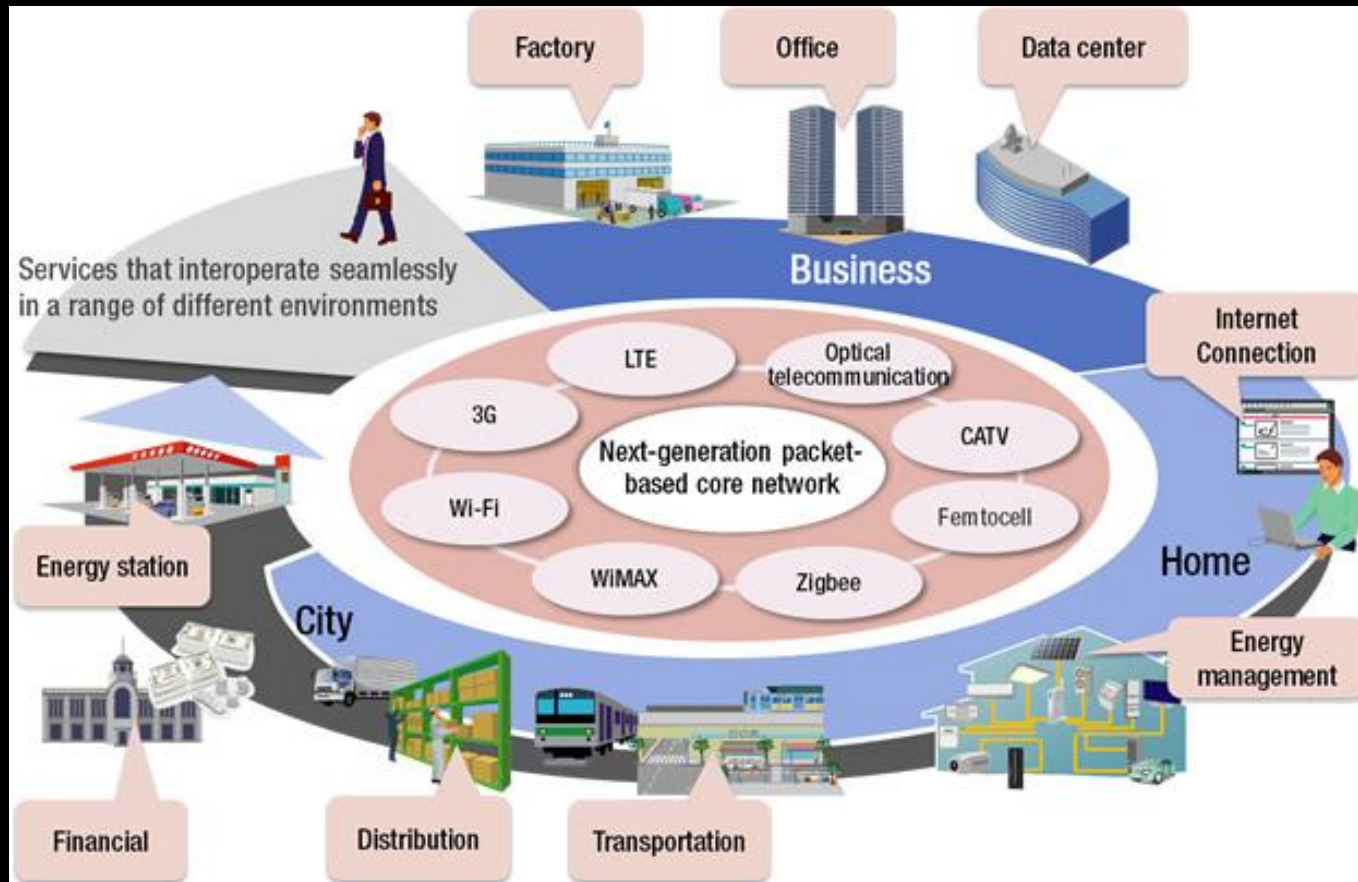 Factory
Office
Data center
Services that interoperate seamlessly
in a range of different environments
Business
Internet
Connection
LTE
Optical
telecommunication
3G
CATV
Next-generation packet-
based core network
Wi-Fi
Femtocell
Energy station
WiMAX
Zigbee
Home
City
Energy
management
Financial
Distribution
Transportation